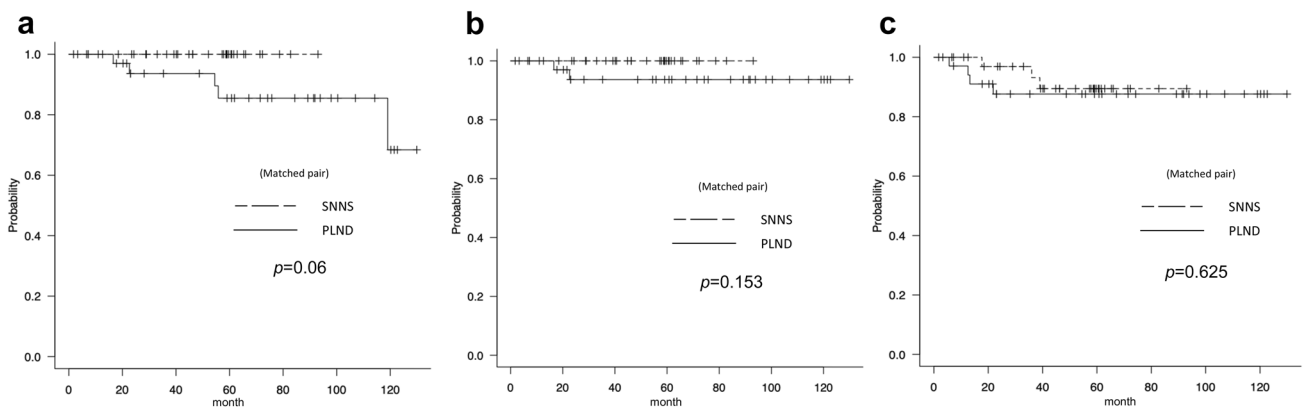 a
1.0
0.8
0.6
0.4
0.2
0.0
Probability
(Matched pair)
SNNS
PLND
p=0.06
0 20 40 60 80 100 120
month
b
1.0
0.8
0.6
0.4
0.2
0.0
Probability
(Matched pair)
SNNS
PLND
p=0.153
0 20 40 60 80 100 120
month
c
1.0
0.8
0.6
0.4
0.2
0.0
Probability
(Matched pair)
SNNS
PLND
p=0.625
0 20 40 60 80 100 120
month